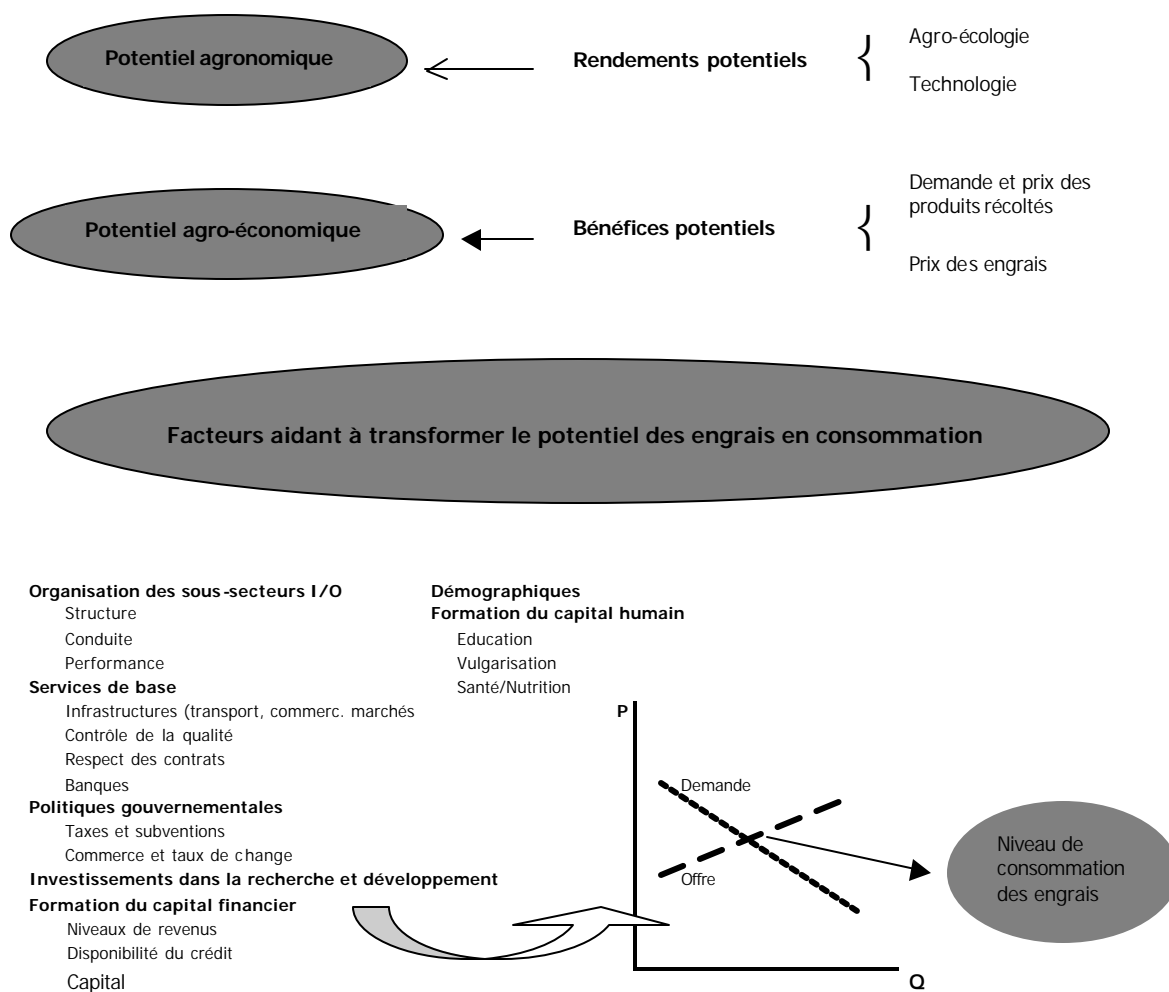 Potentiel agronomique
Rendements potentiels
{
Agro-écologie
Technologie
Potentiel agro-économique
Bénéfices potentiels
{
Demande et prix des
produits récoltés
Prix des engrais
Facteurs aidant à transformer le potentiel des engrais en consommation
Organisation des sous-secteurs I/O
Structure
Conduite
Performance
Services de base
Infrastructures (transport, commerc. marchés
Contrôle de la qualité
Respect des contrats
Banques
Politiques gouvernementales
Taxes et subventions
Commerce et taux de change
Investissements dans la recherche et développement
Formation du capital financier
Niveaux de revenus
Disponibilité du crédit
Capital
Démographiques
Formation du capital humain
Education
Vulgarisation
Santé/Nutrition
P
Demande
Offre
Q
Niveau de
consommation
des engrais